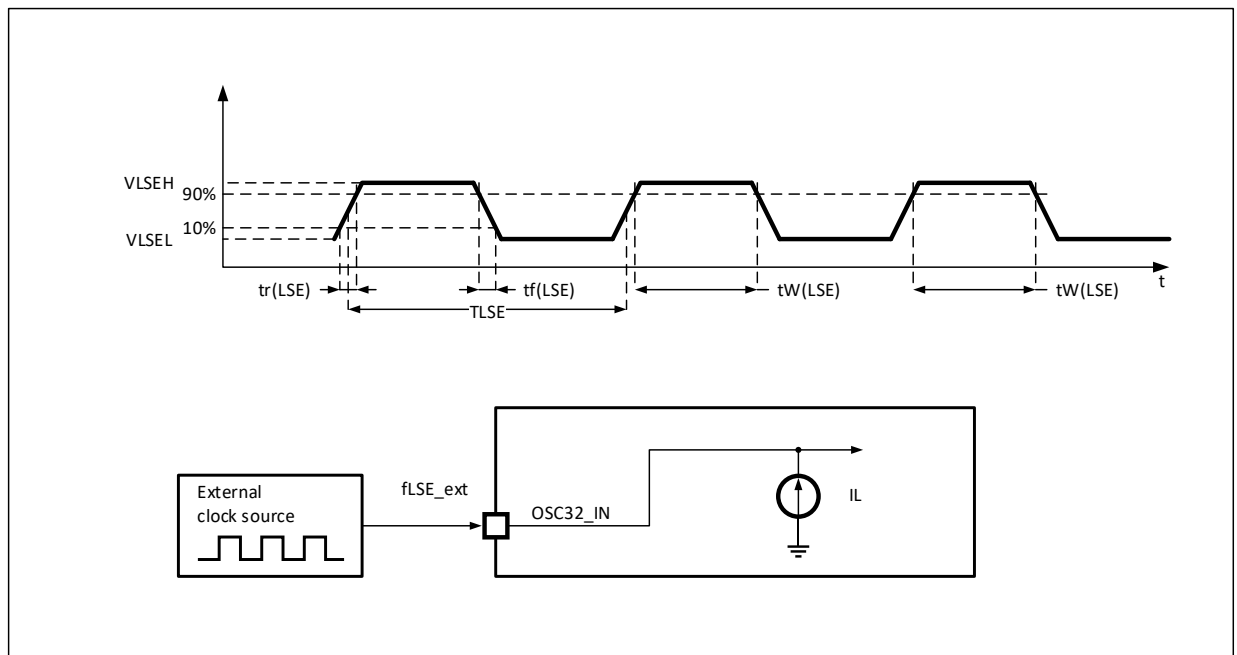 VLSEH
90%
10%
VLSEL
tr(LSE)
tf(LSE)
tW(LSE)
tW(LSE)
t
TLSE
External
clock source
fLSE_ext
OSC32_IN
IL